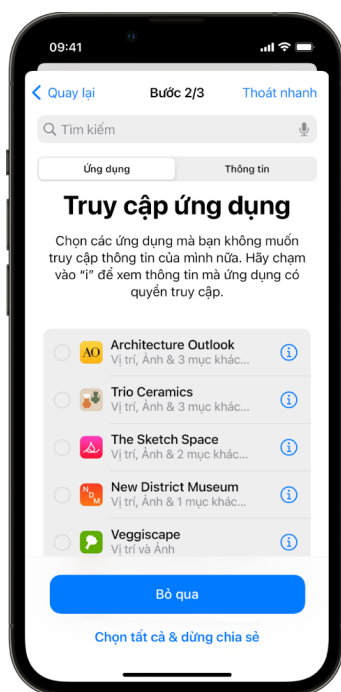 09:41
Quay lại Bước 2/3 Thoát nhanh
Tìm kiếm
Ứng dụng Thông tin
Truy cập ứng dụng
Chọn các ứng dụng mà bạn không muốn
truy cập thông tin của mình nữa. Hãy chạm
vào “i” để xem thông tin mà ứng dụng có
quyền truy cập.
AO Architecture Outlook
Vị trí, Ảnh & 3 mục khác...
Trio Ceramics
Vị trí, Ảnh & 3 mục khác...
The Sketch Space
Vị trí, Ảnh & 2 mục khác...
NDM New District Museum
Vị trí, Ảnh & 1 mục khác...
Veggiscape
Vị trí và Ảnh
Bỏ qua
Chọn tất cả & dừng chia sẻ